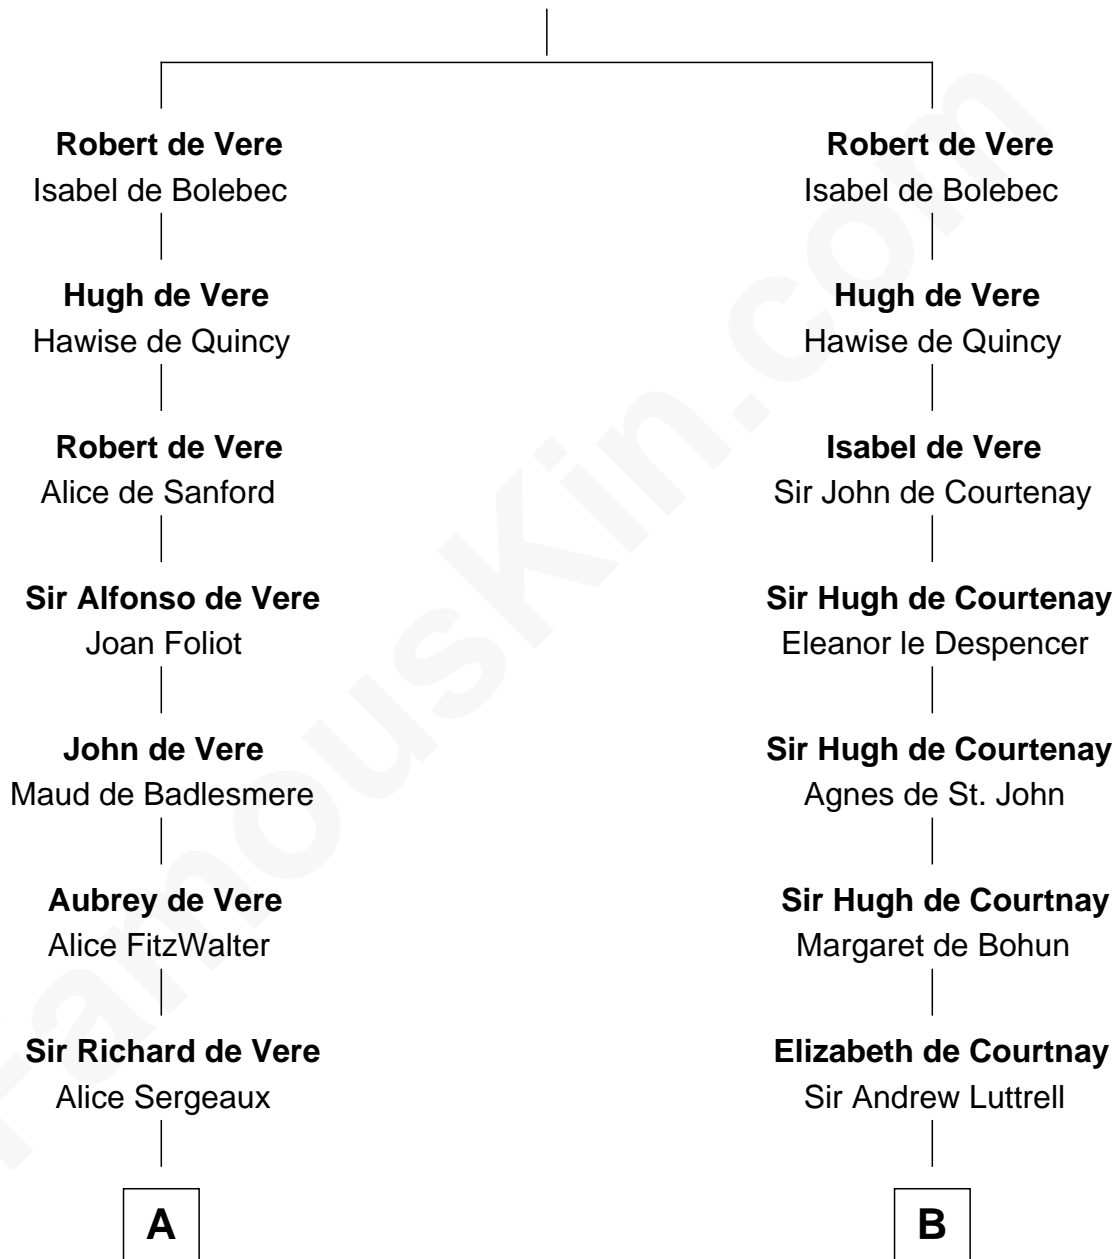 Robert de Vere
Isabel de Bolebec
Hugh de Vere
Hawise de Quincy
Robert de Vere
Alice de Sanford
Sir Alfonso de Vere
Joan Foliot
John de Vere
Maud de Badlesmere
Aubrey de Vere
Alice FitzWalter
Sir Richard de Vere
Alice Sergeaux
A
Robert de Vere
Isabel de Bolebec
Hugh de Vere
Hawise de Quincy
Isabel de Vere
Sir John de Courtenay
Sir Hugh de Courtenay
Eleanor le Despencer
Sir Hugh de Courtenay
Agnes de St. John
Sir Hugh de Courtnay
Margaret de Bohun
Elizabeth de Courtnay
Sir Andrew Luttrell
B
FamousKin.com